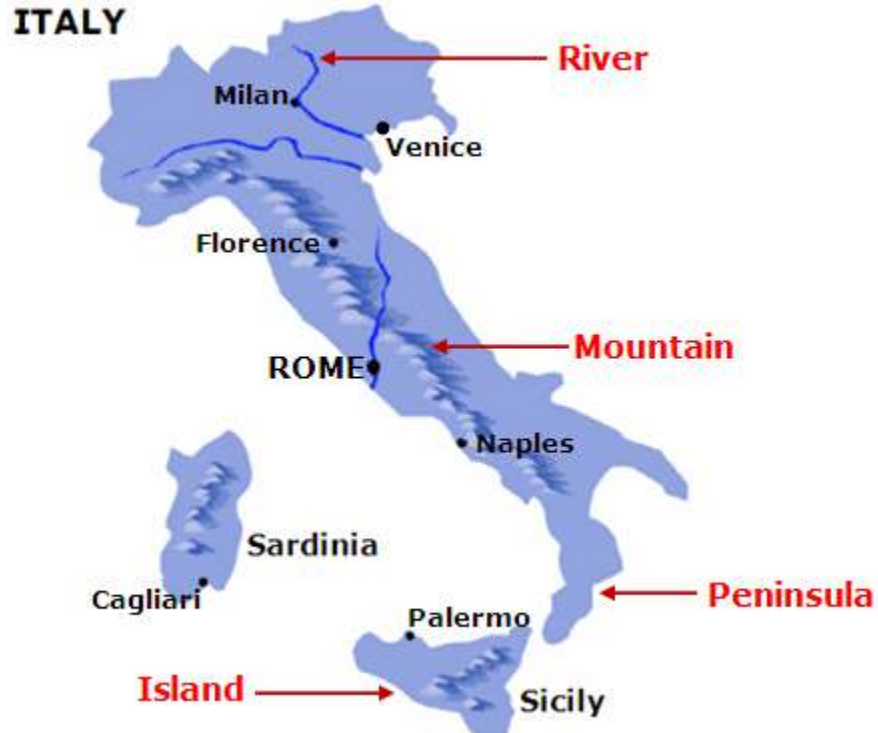 ITALY
River
Milan
Venice
Florence
Mountain
ROME
Naples
Sardinia
Cagliari
Peninsula
Palermo
Island
Sicily